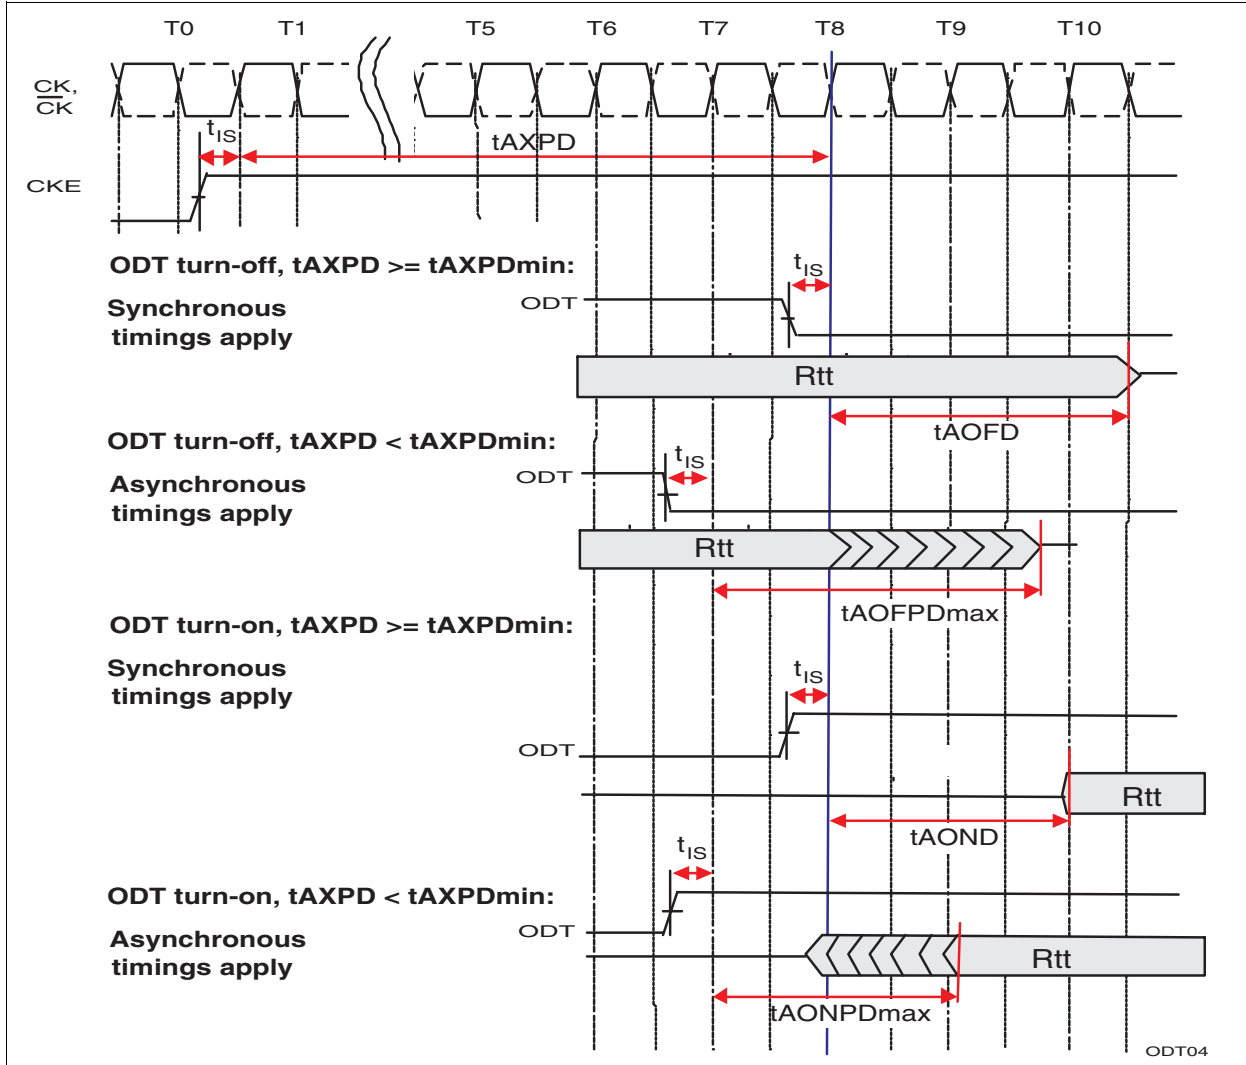 T0 T1 T5 T6 T7 T8 T9 T10
CK,
CK
tIS
tAXPD
CKE
ODT turn-off, tAXPD >= tAXPDmin:
tIS
ODT
Synchronous
timings apply
Rtt
tAOFD
ODT turn-off, tAXPD < tAXPDmin:
tIS
ODT
Asynchronous
timings apply
Rtt
tAOFPDmax
ODT turn-on, tAXPD >= tAXPDmin:
Synchronous
timings apply
tIS
ODT
Rtt
tAOND
tIS
ODT turn-on, tAXPD < tAXPDmin:
ODT
Asynchronous
timings apply
Rtt
tAONPDmax
ODT04